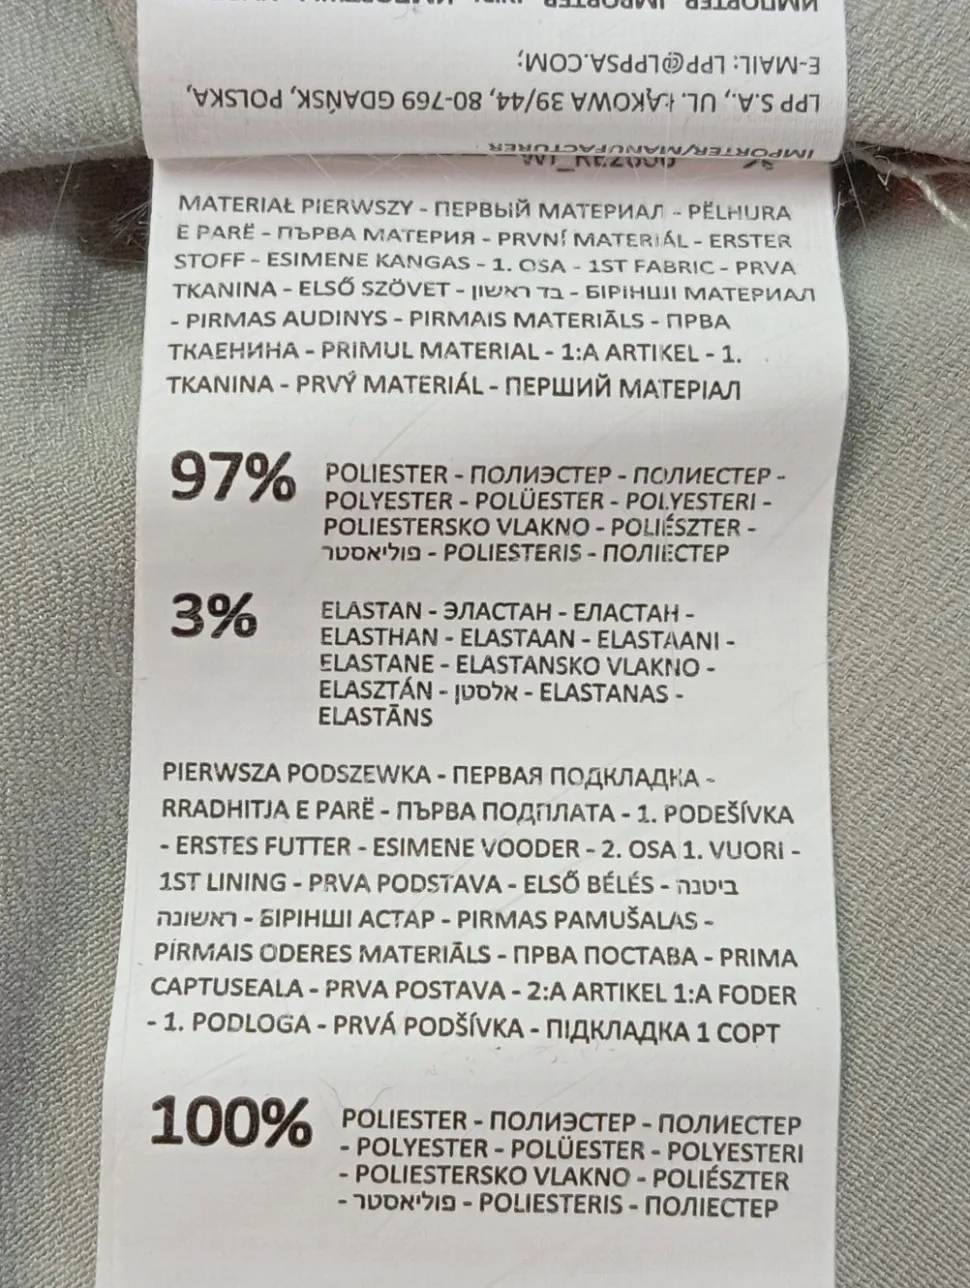 E-MAIL: LPP@LPPSA.COM;
LPP S.A., UL. ŁĄKOWA 39/44, 80-769 GDAŃSK, POLSKA,
IMPORTER/MANUFACTURER
MATERIAŁ PIERWSZY - ПЕРВЫЙ МАТЕРИАЛ - PËLHURA
E PARË - ПЪРВА МАТЕРИЯ - PRVNÍ MATERIÁL - ERSTER
STOFF - ESIMENE KANGAS - 1. OSA - 1ST FABRIC - PRVA
TKANINA - ELSŐ SZÖVET - בד ראשון - БІРІНШІ МАТЕРИАЛ
- PIRMAS AUDINYS - PIRMAIS MATERIĀLS - ПРВА
ТКАЕНИНА - PRIMUL MATERIAL - 1:A ARTIKEL - 1.
TKANINA - PRVÝ MATERIÁL - ПЕРШИЙ МАТЕРІАЛ
97% POLIESTER - ПОЛИЭСТЕР - ПОЛИЕСТЕР -
POLYESTER - POLÜESTER - POLYESTERI -
POLIESTERSKO VLAKNO - POLIÉSZTER -
פוליאסטר - POLIESTERIS - ПОЛІЕСТЕР
3% ELASTAN - ЭЛАСТАН - ЕЛАСТАН -
ELASTHAN - ELASTAAN - ELASTAANI -
ELASTANE - ELASTANSKO VLAKNO -
ELASZTÁN - אלסטן - ELASTANAS -
ELASTĀNS
PIERWSZA PODSZEWKA - ПЕРВАЯ ПОДКЛАДКА -
RRADHITJA E PARË - ПЪРВА ПОДПЛАТА - 1. PODEŠÍVKA
- ERSTES FUTTER - ESIMENE VOODER - 2. OSA 1. VUORI -
1ST LINING - PRVA PODSTAVA - ELSŐ BÉLÉS - ביטנה
ראשונה - БІРІНШІ АСТАР - PIRMAS PAMUŠALAS -
PIRMAIS ODERES MATERIĀLS - ПРВА ПОСТАВА - PRIMA
CAPTUSEALA - PRVA POSTAVA - 2:A ARTIKEL 1:A FODER
- 1. PODLOGA - PRVÁ PODŠÍVKA - ПІДКЛАДКА 1 СОРТ
100% POLIESTER - ПОЛИЭСТЕР - ПОЛИЕСТЕР
- POLYESTER - POLÜESTER - POLYESTERI
- POLIESTERSKO VLAKNO - POLIÉSZTER
- פוליאסטר - POLIESTERIS - ПОЛІЕСТЕР